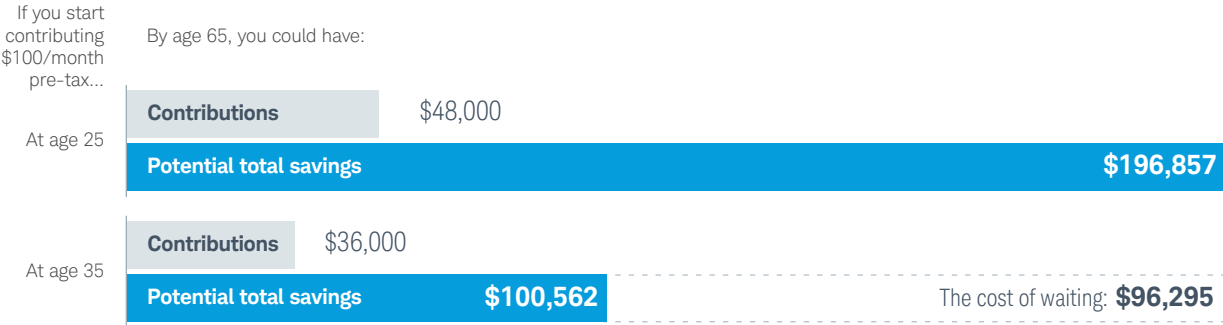 If you start
contributing
$100/month
pre-tax...
By age 65, you could have:
At age 25
Contributions
$48,000
Potential total savings
$196,857
At age 35
Contributions
$36,000
Potential total savings
$100,562
The cost of waiting: $96,295